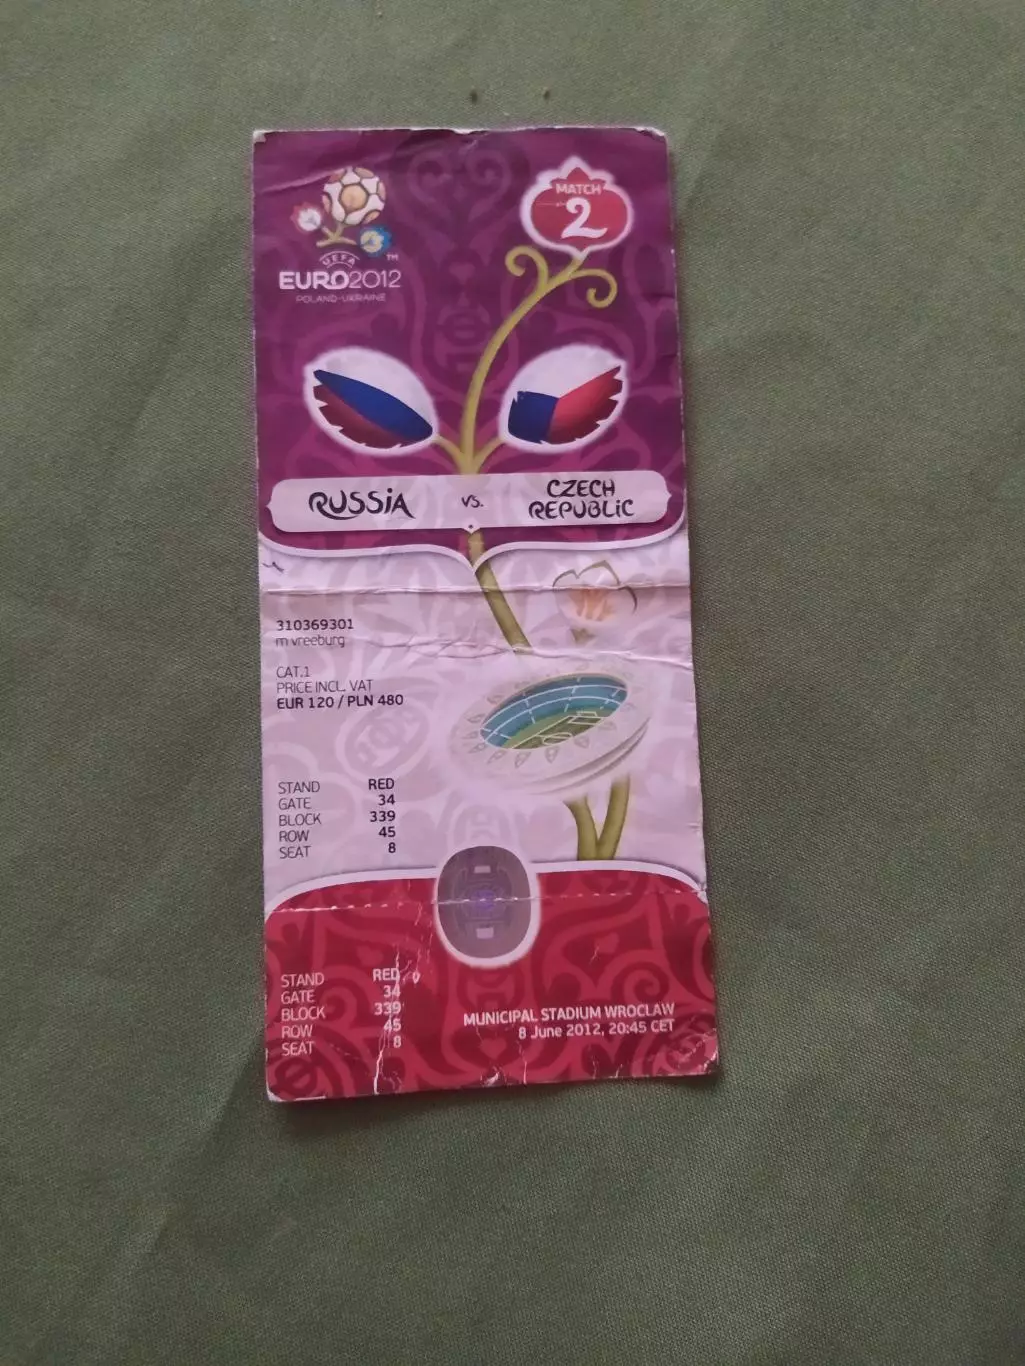 MATCH
2
UEFA
EURO2012
TM
POLAND-UKRAINE
RUSSIA vs. CZECH REPUBLIC
310369301
m vreeburg
CAT.1
PRICE INCL. VAT
EUR 120 / PLN 480
STAND RED
GATE 34
BLOCK 339
ROW 45
SEAT 8
STAND RED
GATE 34
BLOCK 339
ROW 45
SEAT 8
MUNICIPAL STADIUM WROCLAW
8 June 2012, 20:45 CET